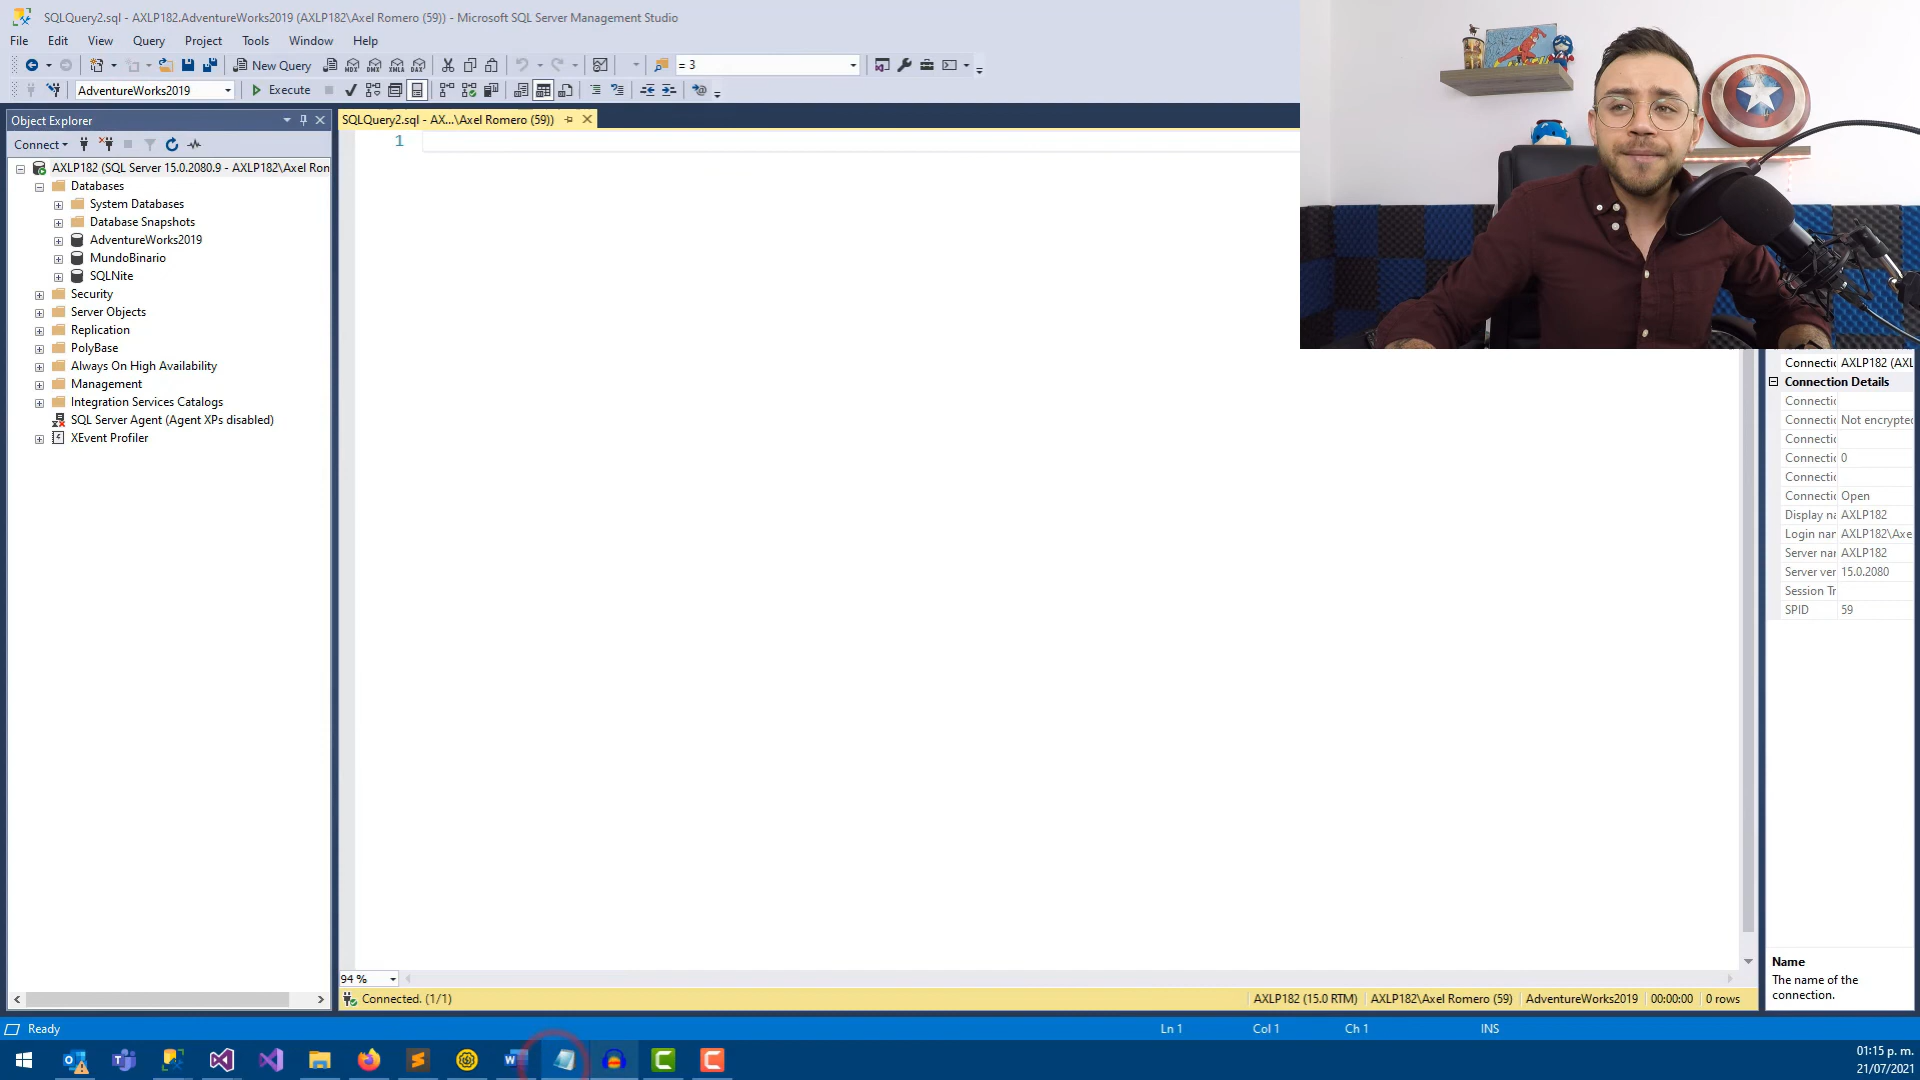 SQLQuery2.sql - AXLP182.AdventureWorks2019 (AXLP182\Axel Romero (59)) - Microsoft SQL Server Management Studio
File Edit View Query Project Tools Window Help
New Query MDX DMX XMLA DAX = 3
AdventureWorks2019 Execute
Object Explorer
SQLQuery2.sql - AX...\Axel Romero (59))
Connect
1
AXLP182 (SQL Server 15.0.2080.9 - AXLP182\Axel Ron
Databases
System Databases
Database Snapshots
AdventureWorks2019
MundoBinario
SQLNite
Security
Server Objects
Replication
PolyBase
Always On High Availability
Management
Integration Services Catalogs
SQL Server Agent (Agent XPs disabled)
XEvent Profiler
Connectic AXLP182 (AXL
Connection Details
Connectic
Connectic Not encrypted
Connectic
Connectic 0
Connectic
Connectic Open
Display na AXLP182
Login nar AXLP182\Axe
Server nar AXLP182
Server ver 15.0.2080
Session Tr
SPID 59
Name
The name of the
connection.
94 %
Connected. (1/1) AXLP182 (15.0 RTM) AXLP182\Axel Romero (59) AdventureWorks2019 00:00:00 0 rows
Ready Ln 1 Col 1 Ch 1 INS
01:15 p. m.
21/07/2021